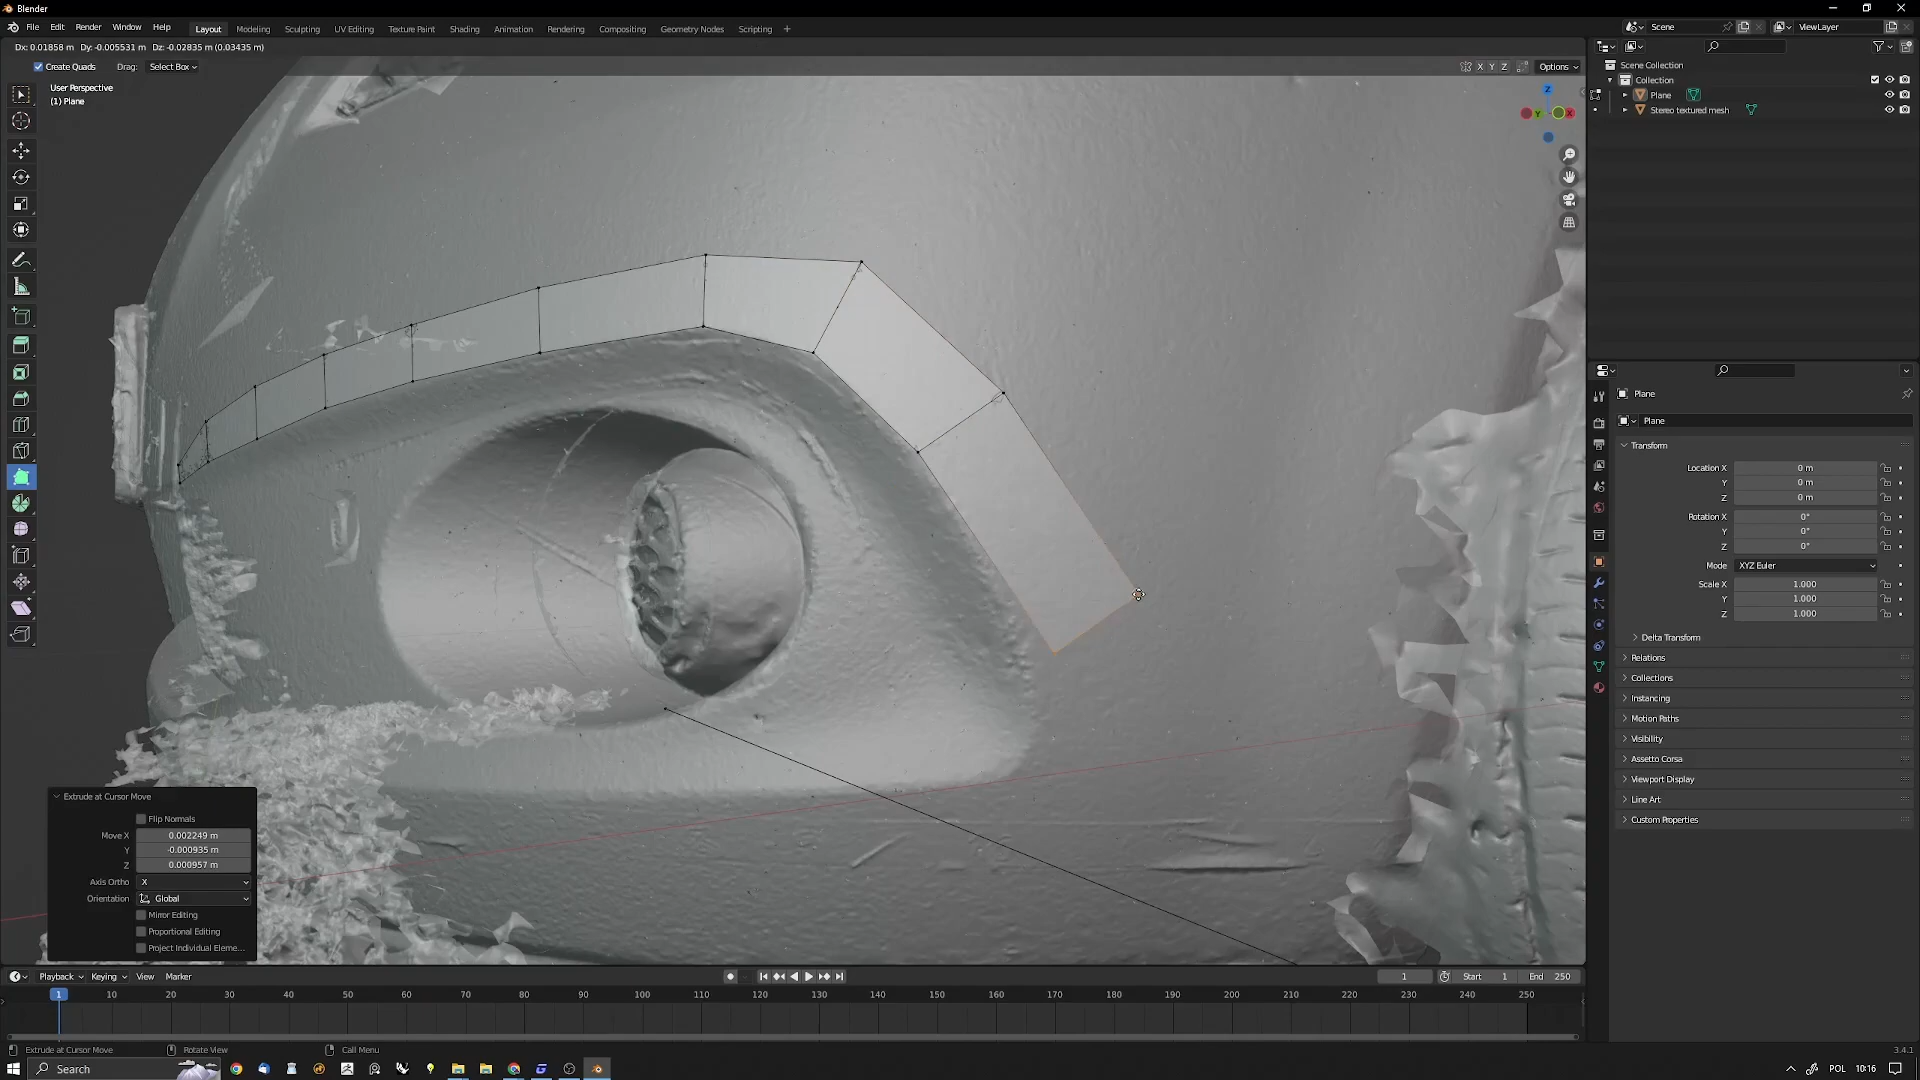 Blender
File Edit Render Window Help Layout Modeling Sculpting UV Editing Texture Paint Shading Animation Rendering Compositing Geometry Nodes Scripting + Scene ViewLayer
Dx: 0.01858 m Dy: -0.005531 m Dz: -0.02835 m (0.03435 m)
Create Quads Drag: Select Box X Y Z Options
User Perspective
(1) Plane
Z
Y X
Scene Collection
Collection
Plane
Stereo textured mesh
Plane
Plane
Transform
Location X 0 m
Y 0 m
Z 0 m
Rotation X 0°
Y 0°
Z 0°
Mode XYZ Euler
Scale X 1.000
Y 1.000
Z 1.000
Delta Transform
Relations
Collections
Instancing
Motion Paths
Visibility
Assetto Corsa
Viewport Display
Line Art
Custom Properties
Extrude at Cursor Move
Flip Normals
Move X 0.002249 m
Y -0.000935 m
Z 0.000957 m
Axis Ortho X
Orientation Global
Mirror Editing
Proportional Editing
Project Individual Eleme...
Playback Keying View Marker 1 Start 1 End 250
1 10 20 30 40 50 60 70 80 90 100 110 120 130 140 150 160 170 180 190 200 210 220 230 240 250
Extrude at Cursor Move Rotate View Call Menu 3.4.1
Search POL 10:16